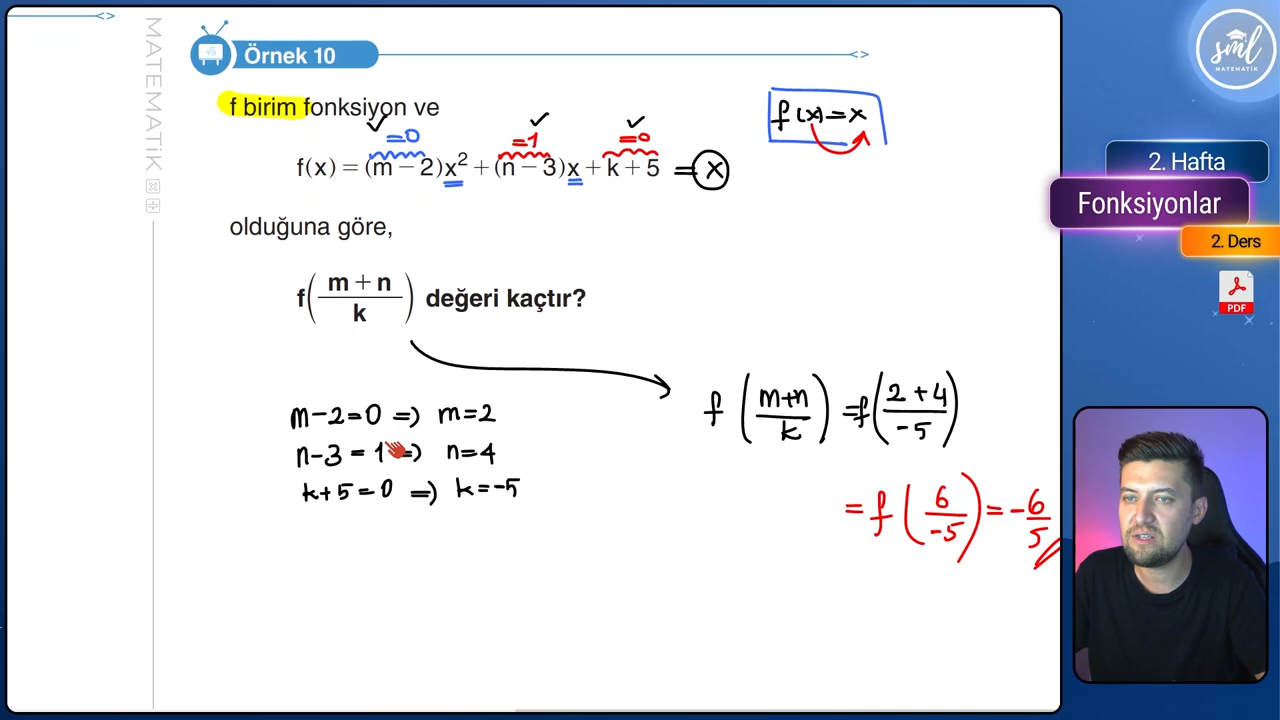 MATEMATİK
Örnek 10
f birim fonksiyon ve
f(x) = x
=0 =1 =0
f(x) = (m − 2)x² + (n − 3)x + k + 5 = x
olduğuna göre,
f(m + n / k) değeri kaçtır?
m−2=0 => m=2
n−3=1 => n=4
k+5=0 => k=−5
f(m+n / k) = f(2+4 / -5)
= f(6 / -5) = -6/5
sml
MATEMATİK
2. Hafta
Fonksiyonlar
2. Ders
PDF